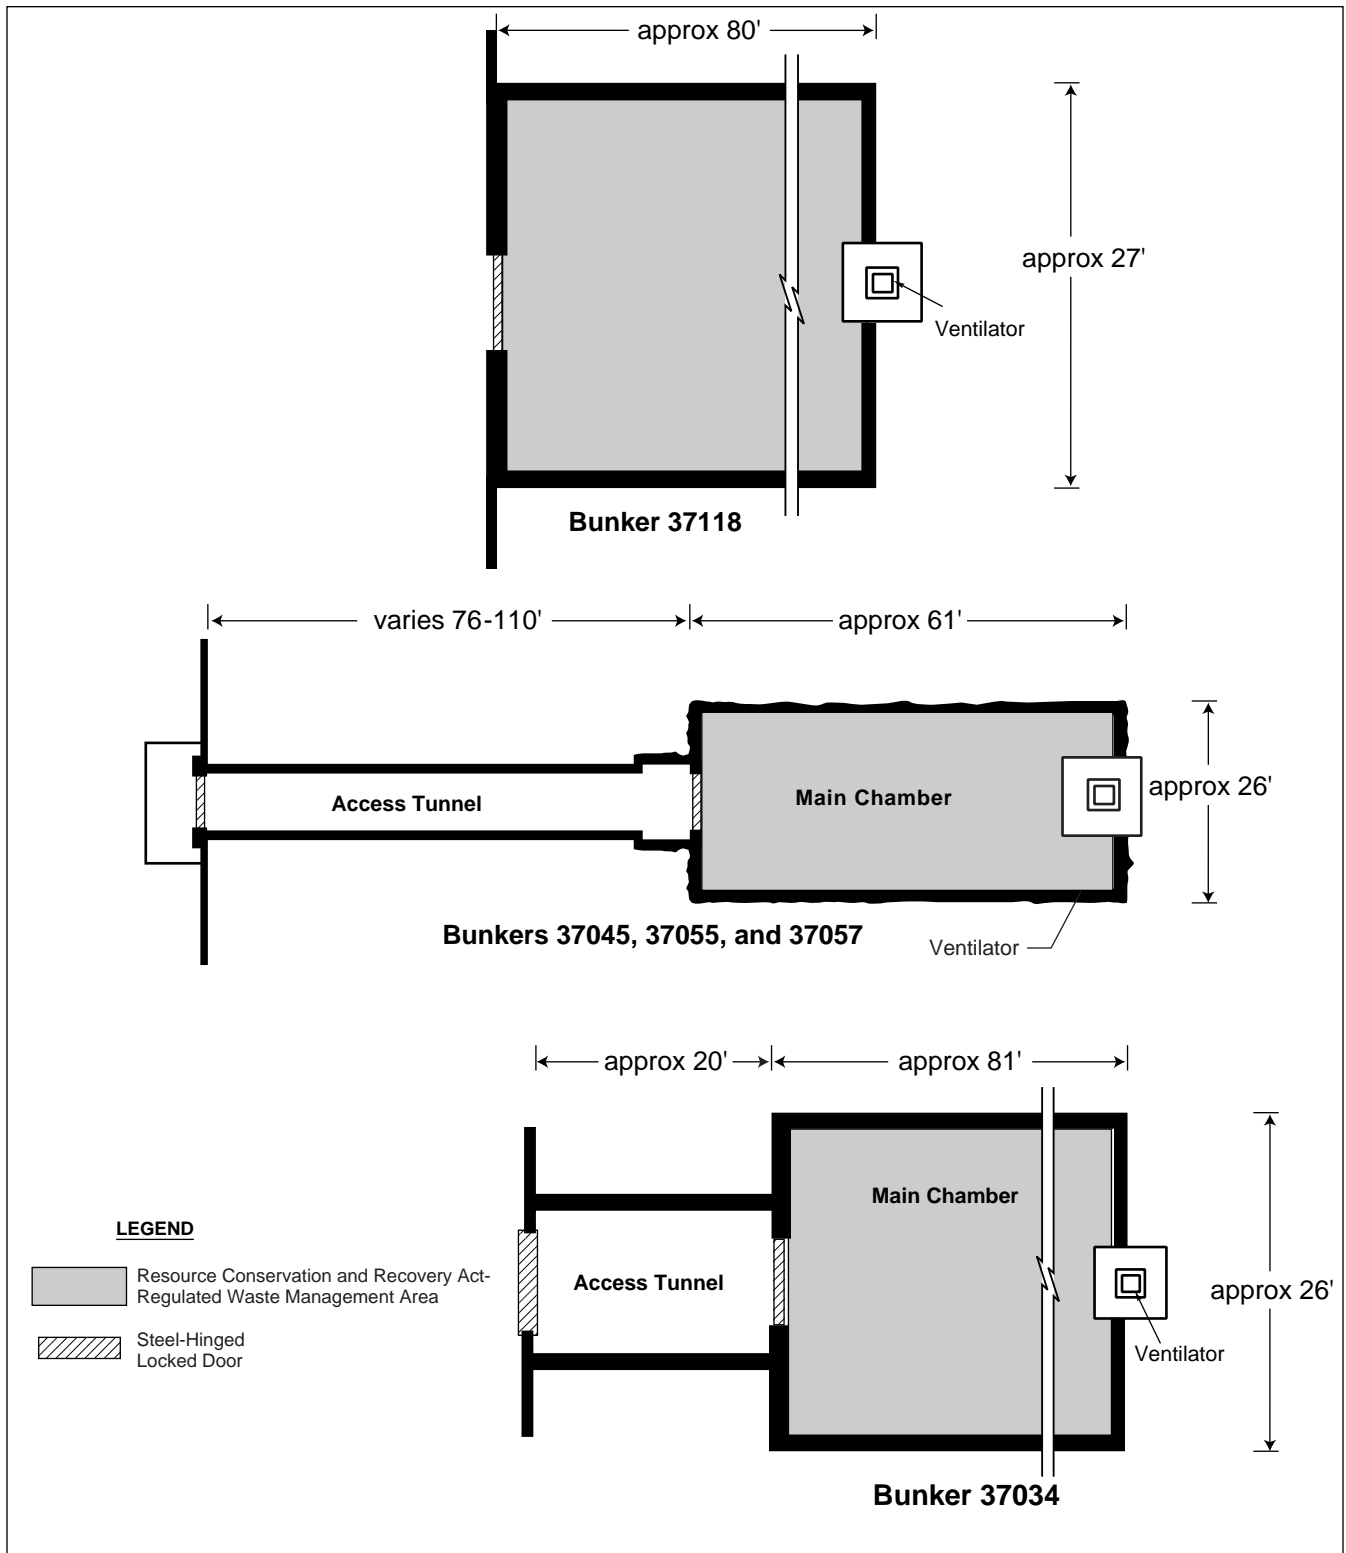 approx 80'
approx 27'
Ventilator
Bunker 37118
varies 76-110'
approx 61'
approx 26'
Access Tunnel
Main Chamber
Bunkers 37045, 37055, and 37057
Ventilator
approx 20'
approx 81'
Main Chamber
Access Tunnel
approx 26'
Ventilator
Bunker 37034
LEGEND
Resource Conservation and Recovery Act-
Regulated Waste Management Area
Steel-Hinged
Locked Door